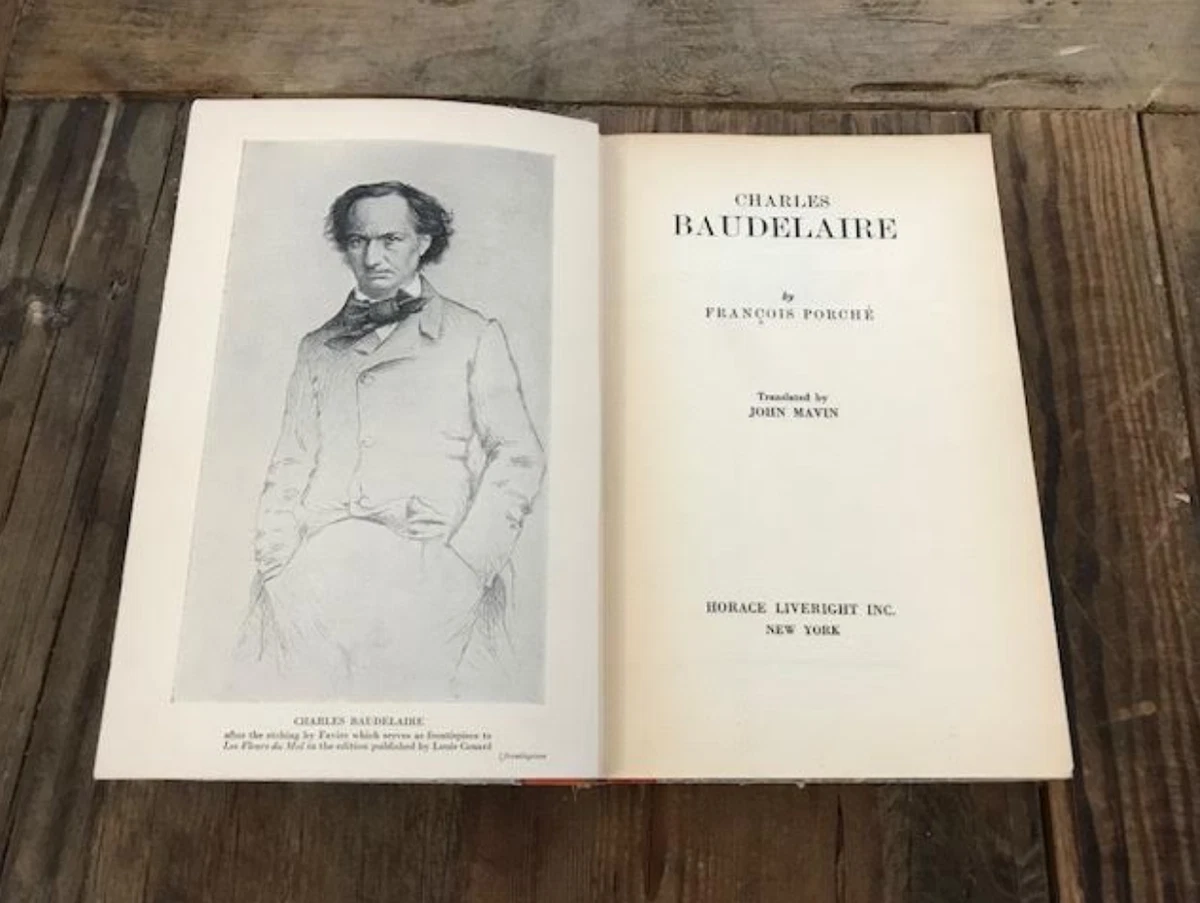 CHARLES BAUDELAIRE
after the etching by Favier which serves as frontispiece to
Les Fleurs du Mal in the edition published by Louis Conard
[frontispiece
CHARLES
BAUDELAIRE
by
FRANÇOIS PORCHÉ
Translated by
JOHN MAVIN
HORACE LIVERIGHT INC.
NEW YORK